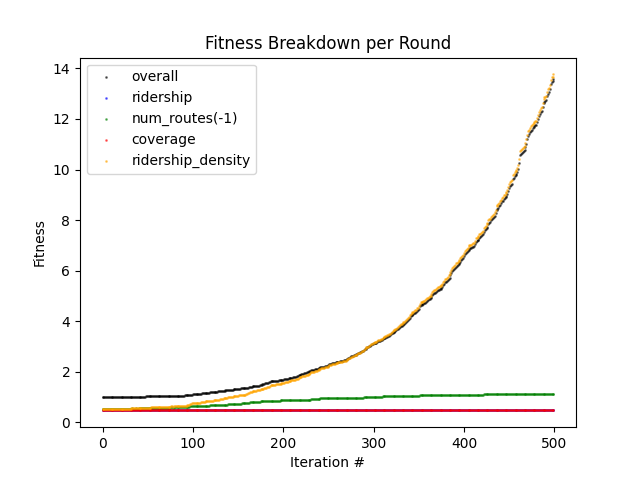 Fitness Breakdown per Round
overall
ridership
num_routes(-1)
coverage
ridership_density
14
12
10
8
6
4
2
0
Fitness
0 100 200 300 400 500
Iteration #